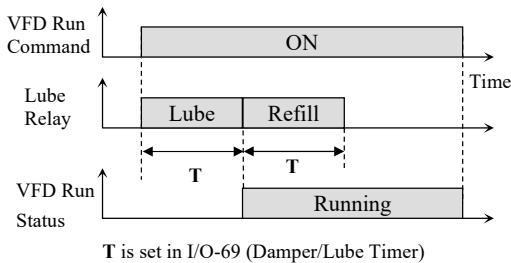 VFD Run
Command
ON
Time
Lube
Relay
Lube
Refill
T
T
VFD Run
Status
Running
T is set in I/O-69 (Damper/Lube Timer)